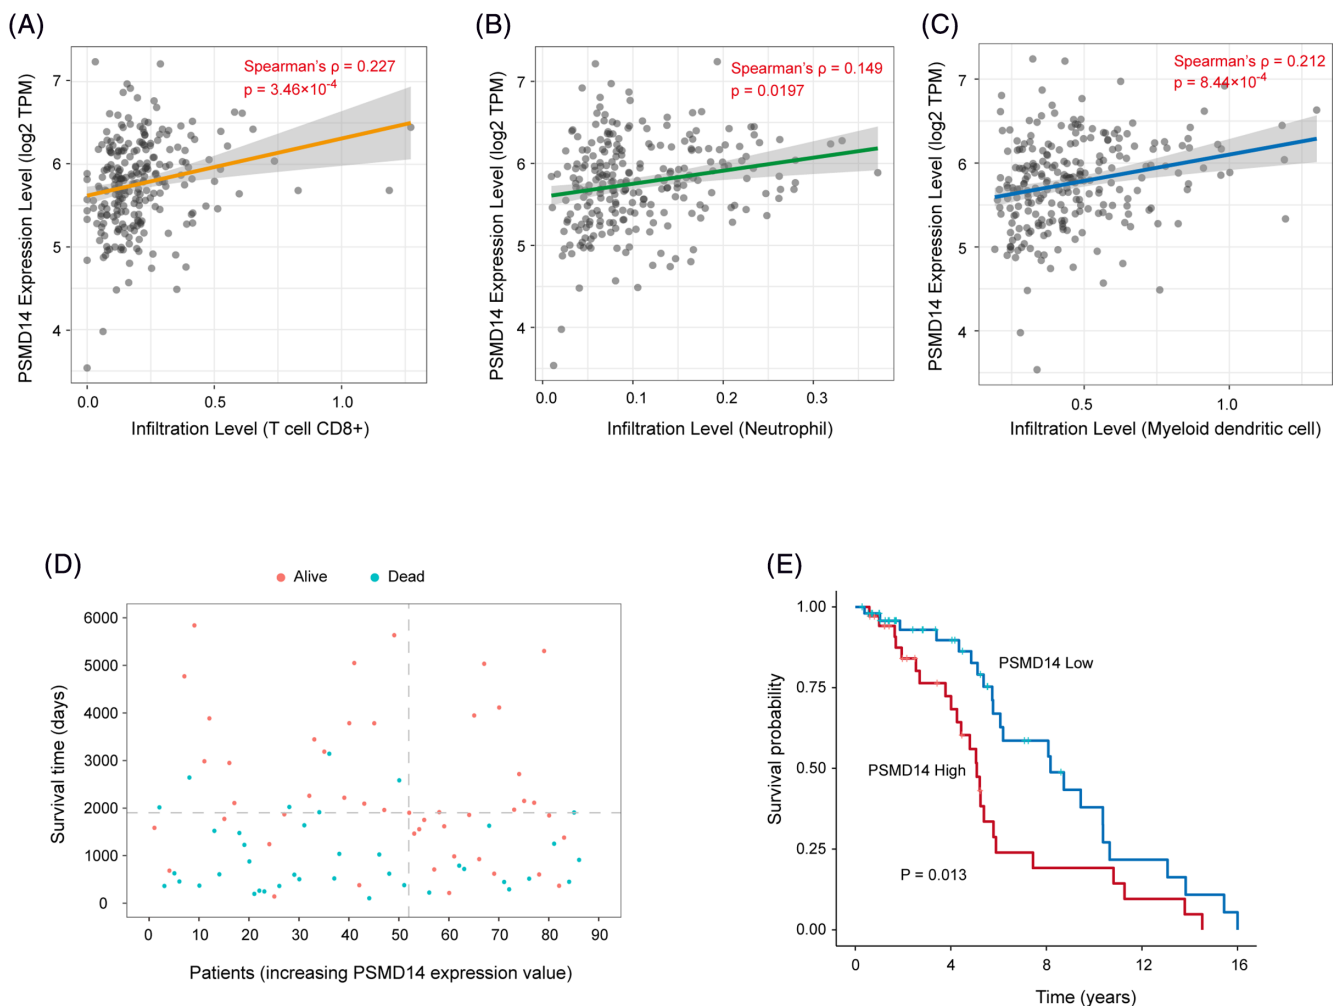 (A)
Spearman's ρ = 0.227
p = 3.46×10-4
PSMD14 Expression Level (log2 TPM)
7
6
5
4
0.0 0.5 1.0
Infiltration Level (T cell CD8+)
(B)
Spearman's ρ = 0.149
p = 0.0197
PSMD14 Expression Level (log2 TPM)
7
6
5
4
0.0 0.1 0.2 0.3
Infiltration Level (Neutrophil)
(C)
Spearman's ρ = 0.212
p = 8.44×10-4
PSMD14 Expression Level (log2 TPM)
7
6
5
4
0.5 1.0
Infiltration Level (Myeloid dendritic cell)
(D)
Alive Dead
Survival time (days)
6000
5000
4000
3000
2000
1000
0
0 10 20 30 40 50 60 70 80 90
Patients (increasing PSMD14 expression value)
(E)
Survival probability
1.00
0.75
0.50
0.25
0.00
PSMD14 Low
PSMD14 High
P = 0.013
0 4 8 12 16
Time (years)